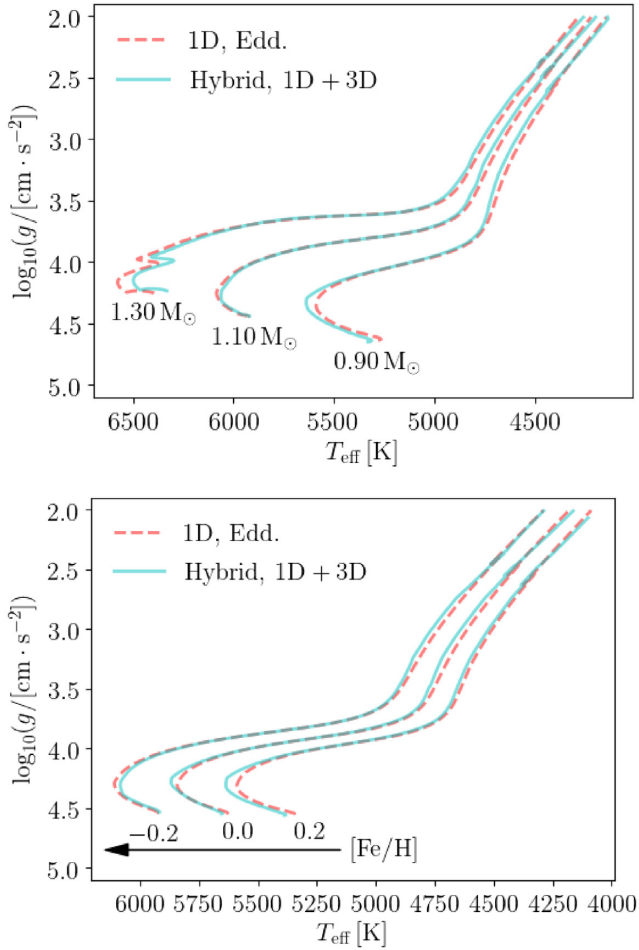 1D, Edd.
Hybrid, 1D + 3D
log₁₀(g/[cm · s⁻²])
2.0
2.5
3.0
3.5
4.0
4.5
5.0
1.30 M☉
1.10 M☉
0.90 M☉
6500 6000 5500 5000 4500
T_eff [K]
1D, Edd.
Hybrid, 1D + 3D
log₁₀(g/[cm · s⁻²])
2.0
2.5
3.0
3.5
4.0
4.5
5.0
−0.2 0.0 0.2
[Fe/H]
6000 5750 5500 5250 5000 4750 4500 4250 4000
T_eff [K]